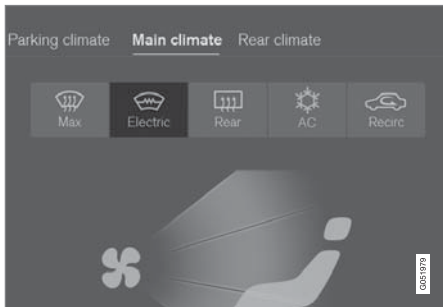 Parking climate Main climate Rear climate
Max Electric Rear AC Recirc
G051979